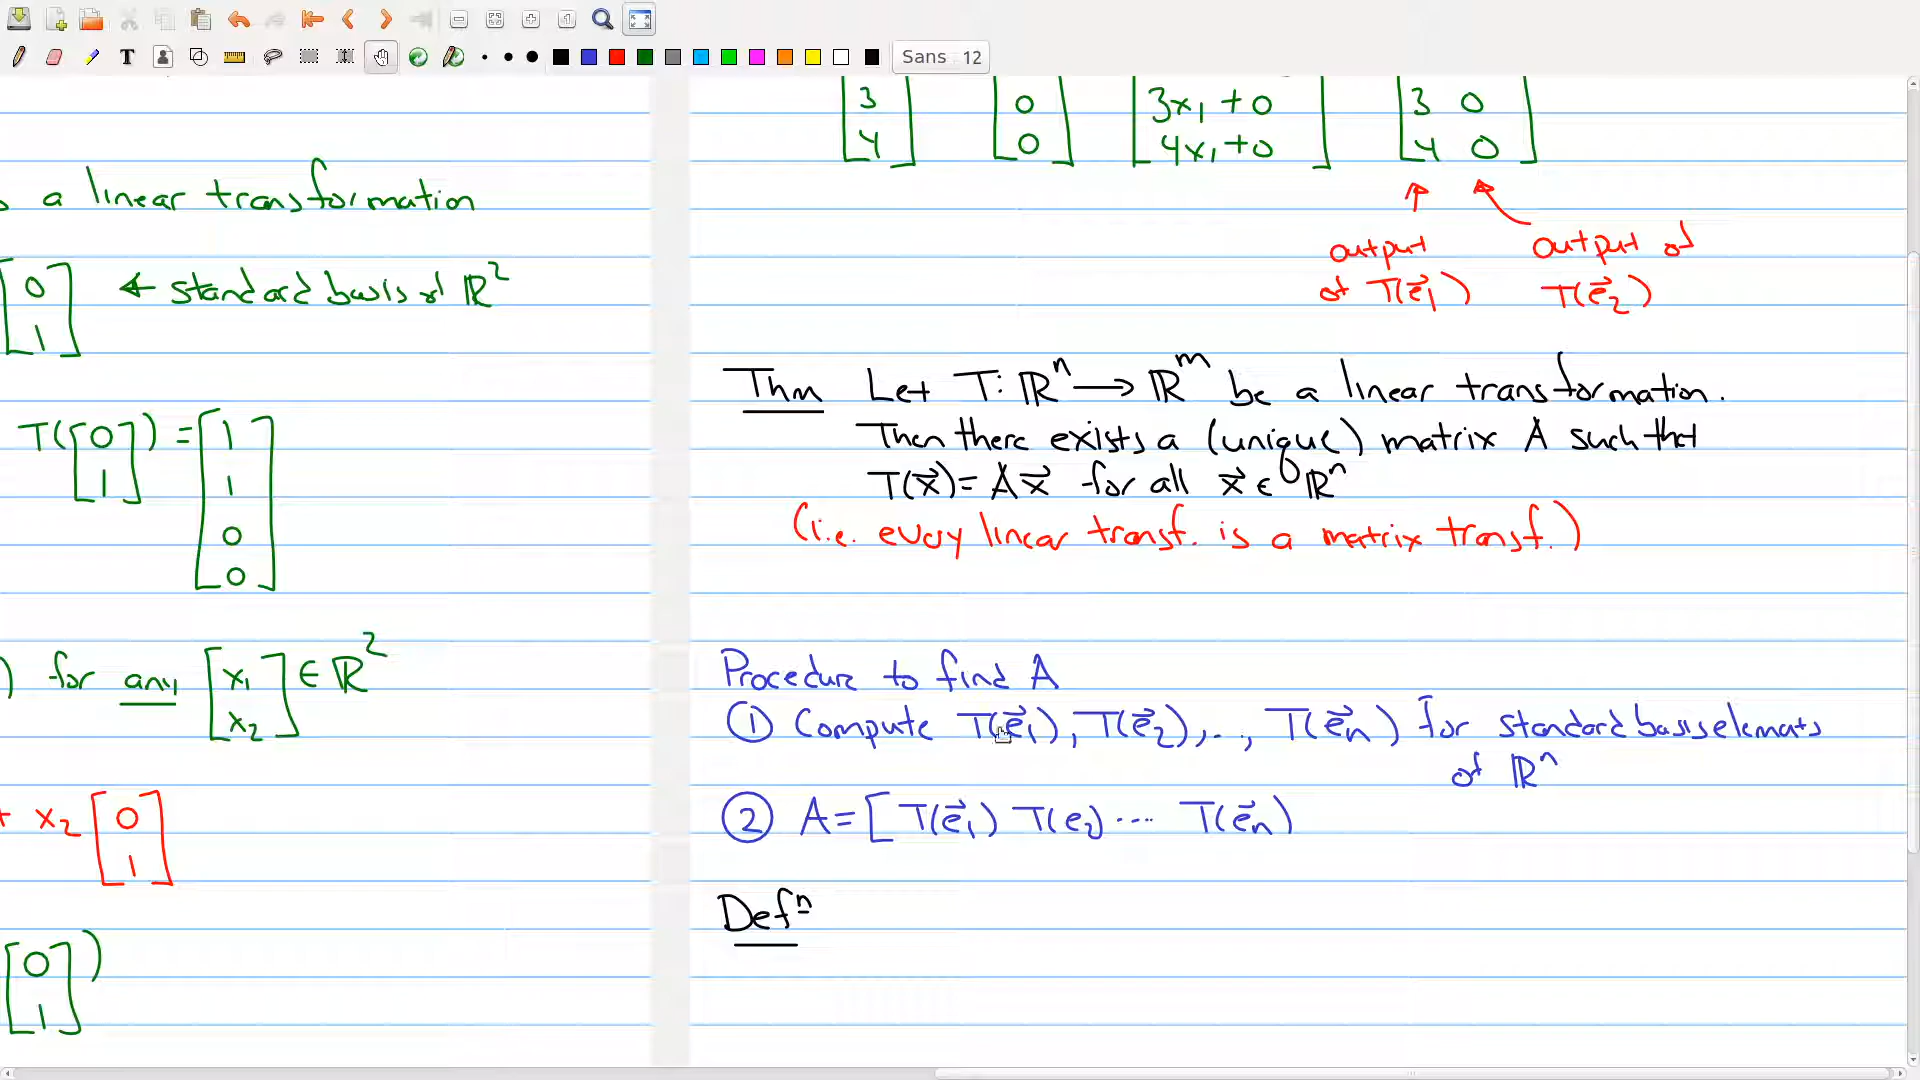 Sans 12
a linear transformation
[0 1] ← standard basis of ℝ²
T([0 1]) = [1 1 0 0]
) for any [x₁ x₂] ∈ ℝ²
+ x₂ [0 1]
[0 1])
[3 4] [0 0] [3x₁ + 0 4x₁ + 0] [3 0 4 0]
output of T(e⃗₁) output of T(e⃗₂)
Thm Let T: ℝⁿ → ℝᵐ be a linear transformation.
Then there exists a (unique) matrix A such that
T(x⃗) = Ax⃗ for all x⃗ ∈ ℝⁿ
(i.e. every linear transf. is a matrix transf.)
Procedure to find A
① Compute T(e⃗₁), T(e⃗₂), .., T(e⃗n) for standard basis elemats
of ℝⁿ
② A = [T(e⃗₁) T(e₂) ···· T(e⃗n)
Defⁿ